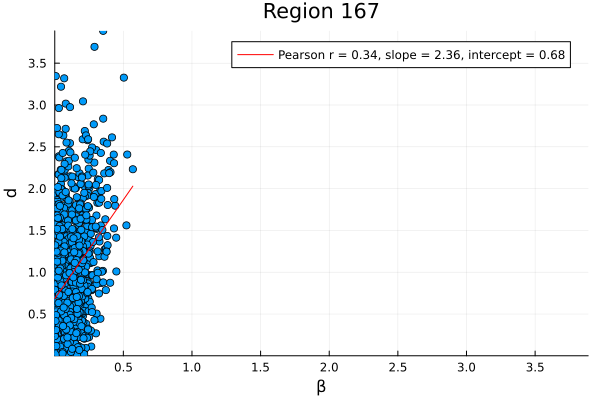 Region 167
Pearson r = 0.34, slope = 2.36, intercept = 0.68
3.5
3.0
2.5
2.0
1.5
1.0
0.5
d
0.5 1.0 1.5 2.0 2.5 3.0 3.5
β